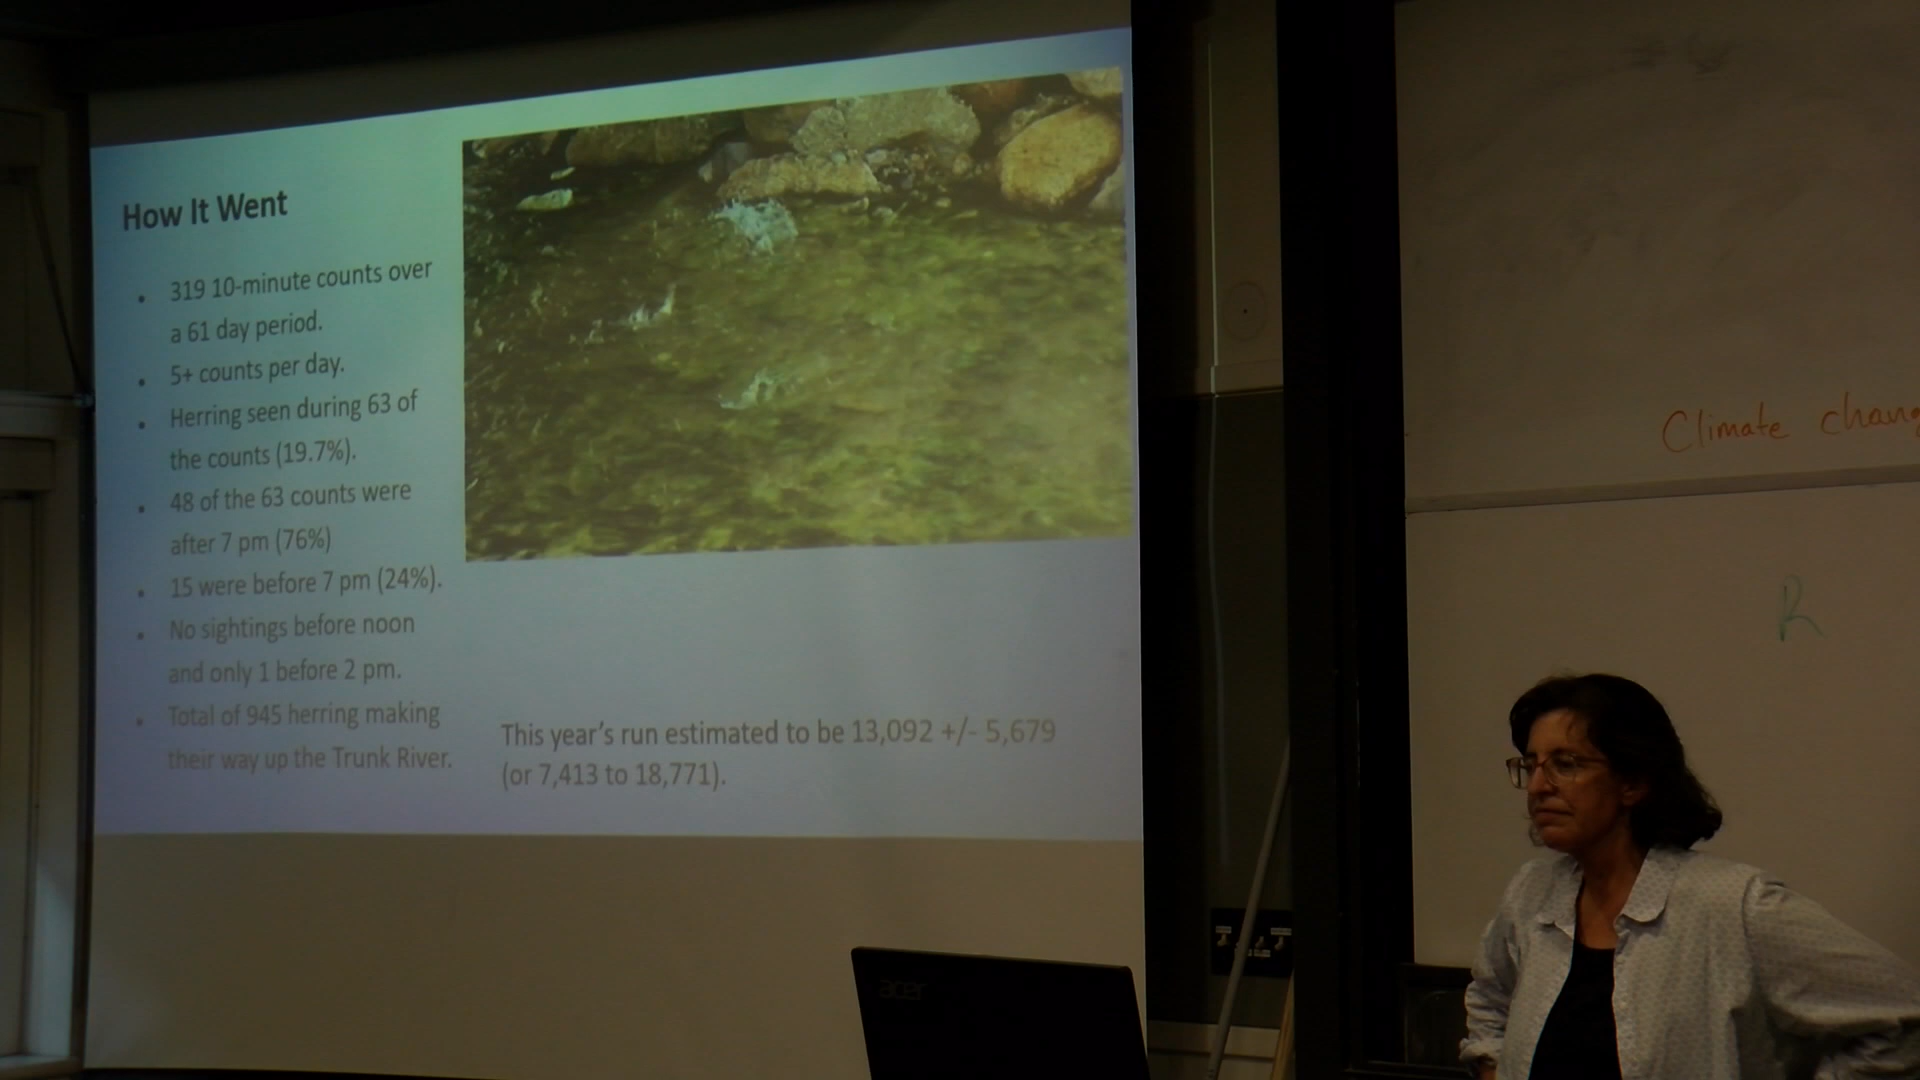 How It Went
• 319 10-minute counts over
a 61 day period.
• 5+ counts per day.
• Herring seen during 63 of
the counts (19.7%).
• 48 of the 63 counts were
after 7 pm (76%)
• 15 were before 7 pm (24%).
• No sightings before noon
and only 1 before 2 pm.
• Total of 945 herring making
their way up the Trunk River.
This year's run estimated to be 13,092 +/- 5,679
(or 7,413 to 18,771).
Climate chang
R
acer